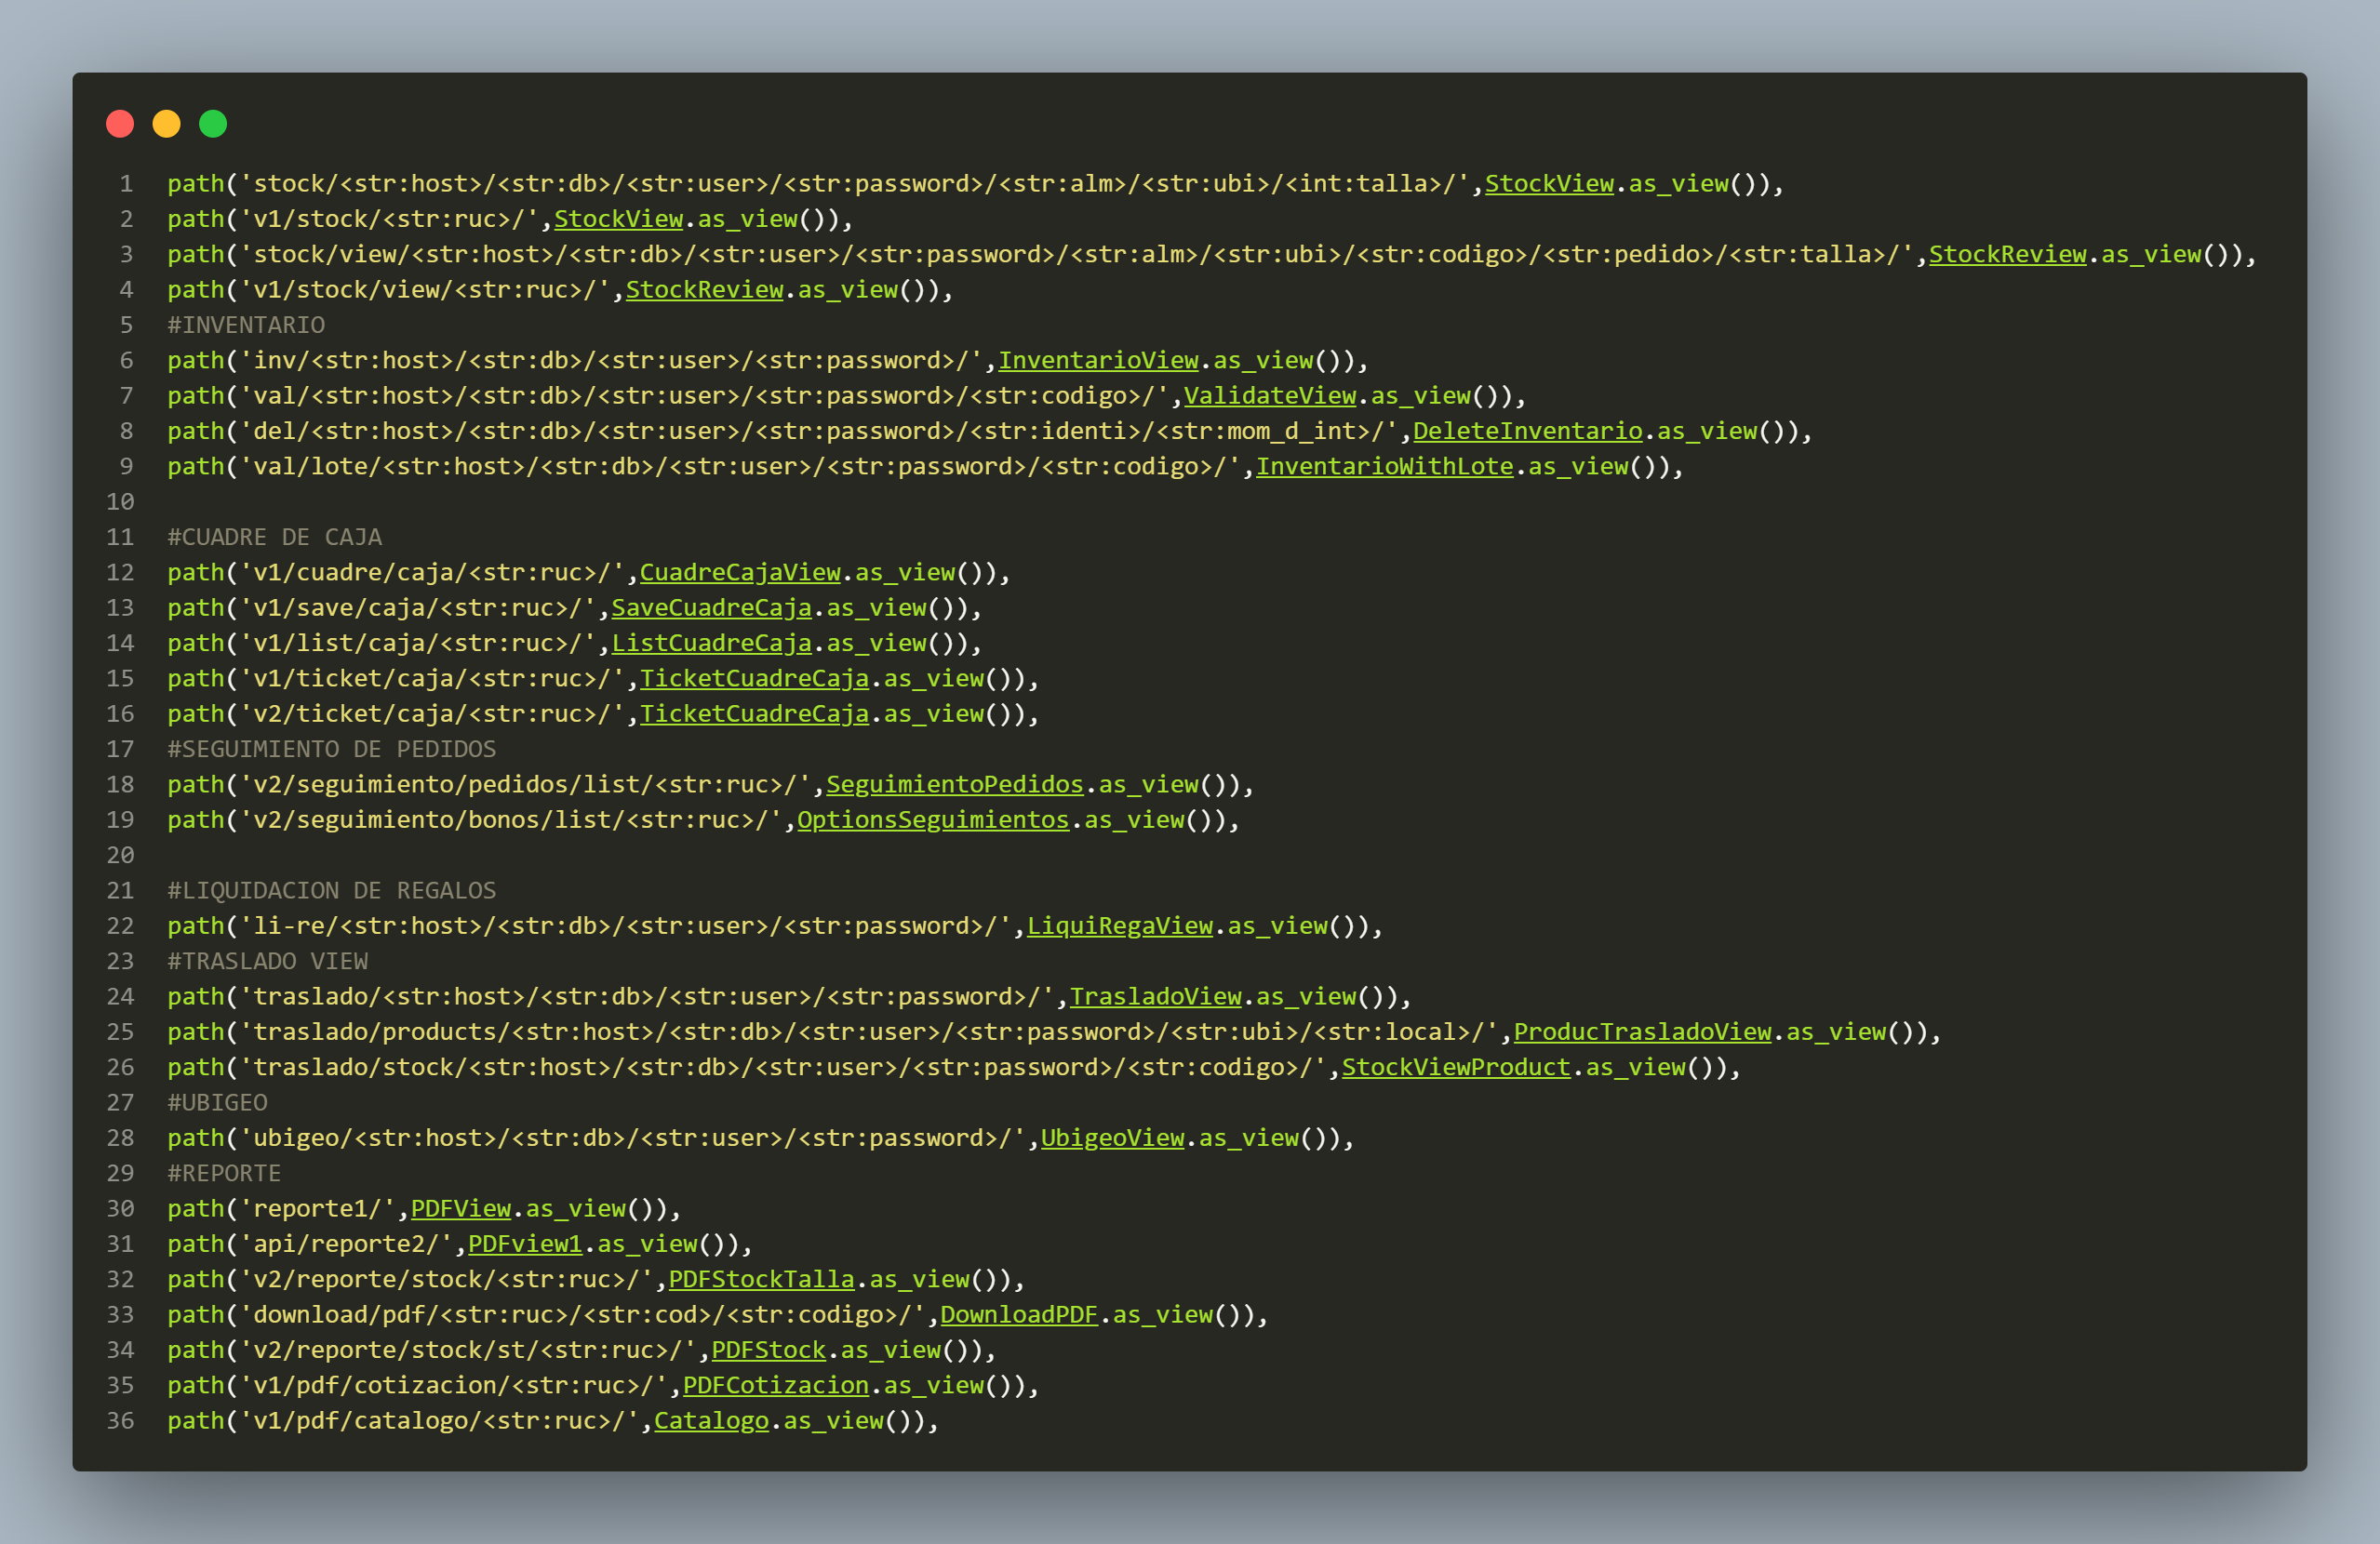 1 path('stock/<str:host>/<str:db>/<str:user>/<str:password>/<str:alm>/<str:ubi>/<int:talla>/',StockView.as_view()),
2 path('v1/stock/<str:ruc>/',StockView.as_view()),
3 path('stock/view/<str:host>/<str:db>/<str:user>/<str:password>/<str:alm>/<str:ubi>/<str:codigo>/<str:pedido>/<str:talla>/',StockReview.as_view()),
4 path('v1/stock/view/<str:ruc>/',StockReview.as_view()),
5 #INVENTARIO
6 path('inv/<str:host>/<str:db>/<str:user>/<str:password>/',InventarioView.as_view()),
7 path('val/<str:host>/<str:db>/<str:user>/<str:password>/<str:codigo>/',ValidateView.as_view()),
8 path('del/<str:host>/<str:db>/<str:user>/<str:password>/<str:identi>/<str:mom_d_int>/',DeleteInventario.as_view()),
9 path('val/lote/<str:host>/<str:db>/<str:user>/<str:password>/<str:codigo>/',InventarioWithLote.as_view()),
10
11 #CUADRE DE CAJA
12 path('v1/cuadre/caja/<str:ruc>/',CuadreCajaView.as_view()),
13 path('v1/save/caja/<str:ruc>/',SaveCuadreCaja.as_view()),
14 path('v1/list/caja/<str:ruc>/',ListCuadreCaja.as_view()),
15 path('v1/ticket/caja/<str:ruc>/',TicketCuadreCaja.as_view()),
16 path('v2/ticket/caja/<str:ruc>/',TicketCuadreCaja.as_view()),
17 #SEGUIMIENTO DE PEDIDOS
18 path('v2/seguimiento/pedidos/list/<str:ruc>/',SeguimientoPedidos.as_view()),
19 path('v2/seguimiento/bonos/list/<str:ruc>/',OptionsSeguimientos.as_view()),
20
21 #LIQUIDACION DE REGALOS
22 path('li-re/<str:host>/<str:db>/<str:user>/<str:password>/',LiquiRegaView.as_view()),
23 #TRASLADO VIEW
24 path('traslado/<str:host>/<str:db>/<str:user>/<str:password>/',TrasladoView.as_view()),
25 path('traslado/products/<str:host>/<str:db>/<str:user>/<str:password>/<str:ubi>/<str:local>/',ProducTrasladoView.as_view()),
26 path('traslado/stock/<str:host>/<str:db>/<str:user>/<str:password>/<str:codigo>/',StockViewProduct.as_view()),
27 #UBIGEO
28 path('ubigeo/<str:host>/<str:db>/<str:user>/<str:password>/',UbigeoView.as_view()),
29 #REPORTE
30 path('reporte1/',PDFView.as_view()),
31 path('api/reporte2/',PDFview1.as_view()),
32 path('v2/reporte/stock/<str:ruc>/',PDFStockTalla.as_view()),
33 path('download/pdf/<str:ruc>/<str:cod>/<str:codigo>/',DownloadPDF.as_view()),
34 path('v2/reporte/stock/st/<str:ruc>/',PDFStock.as_view()),
35 path('v1/pdf/cotizacion/<str:ruc>/',PDFCotizacion.as_view()),
36 path('v1/pdf/catalogo/<str:ruc>/',Catalogo.as_view()),